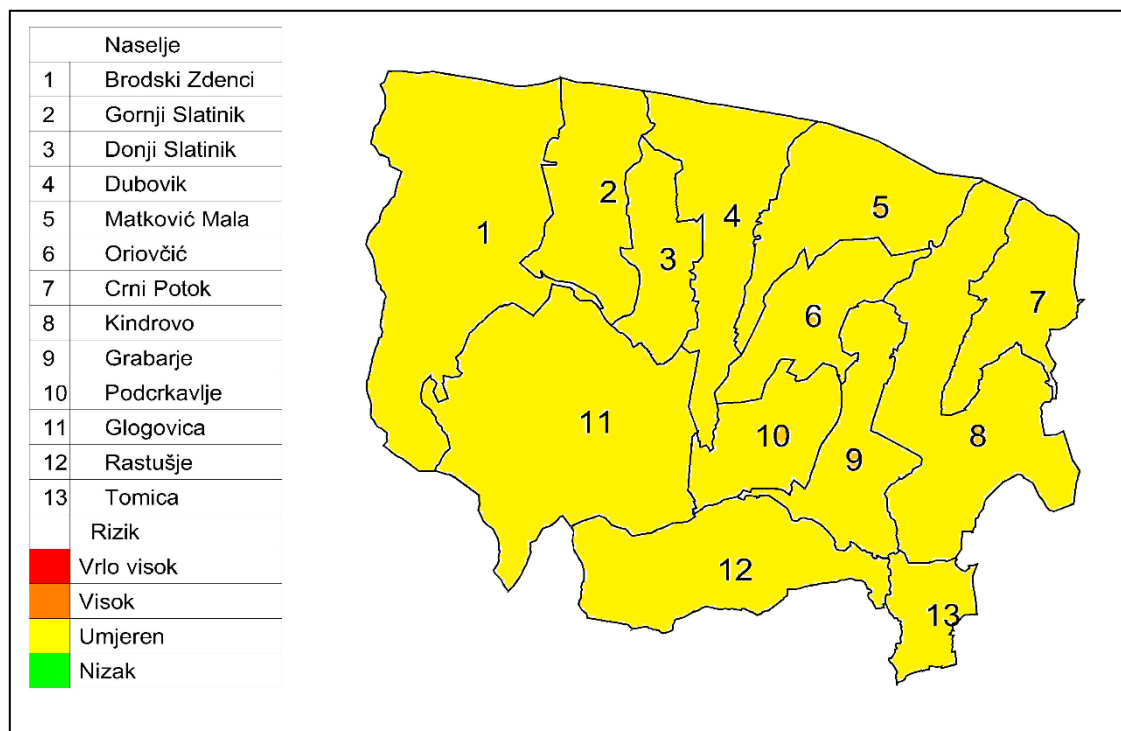 Naselje
1 Brodski Zdenci
2 Gornji Slatinik
3 Donji Slatinik
4 Dubovik
5 Matković Mala
6 Oriovčić
7 Crni Potok
8 Kindrovo
9 Grabarje
10 Podcrkavlje
11 Glogovica
12 Rastušje
13 Tomica
Rizik
Vrlo visok
Visok
Umjeren
Nizak
1
2
3
4
5
6
7
8
9
10
11
12
13